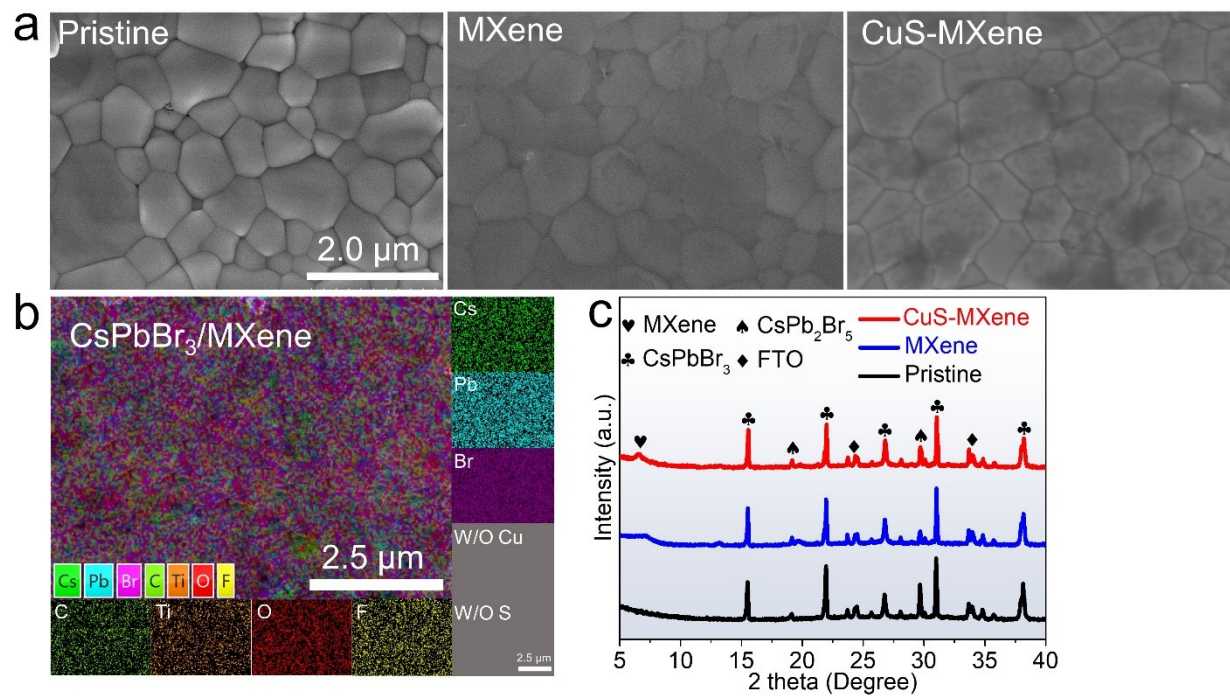 a
Pristine
MXene
CuS-MXene
2.0 μm
b
CsPbBr₃/MXene
2.5 μm
Cs Pb Br C Ti O F
Cs
Pb
Br
W/O Cu
W/O S
2.5 μm
C
Ti
O
F
c
♥ MXene ♠ CsPb₂Br₅
♣ CsPbBr₃ ♦ FTO
CuS-MXene
MXene
Pristine
Intensity (a.u.)
5 10 15 20 25 30 35 40
2 theta (Degree)